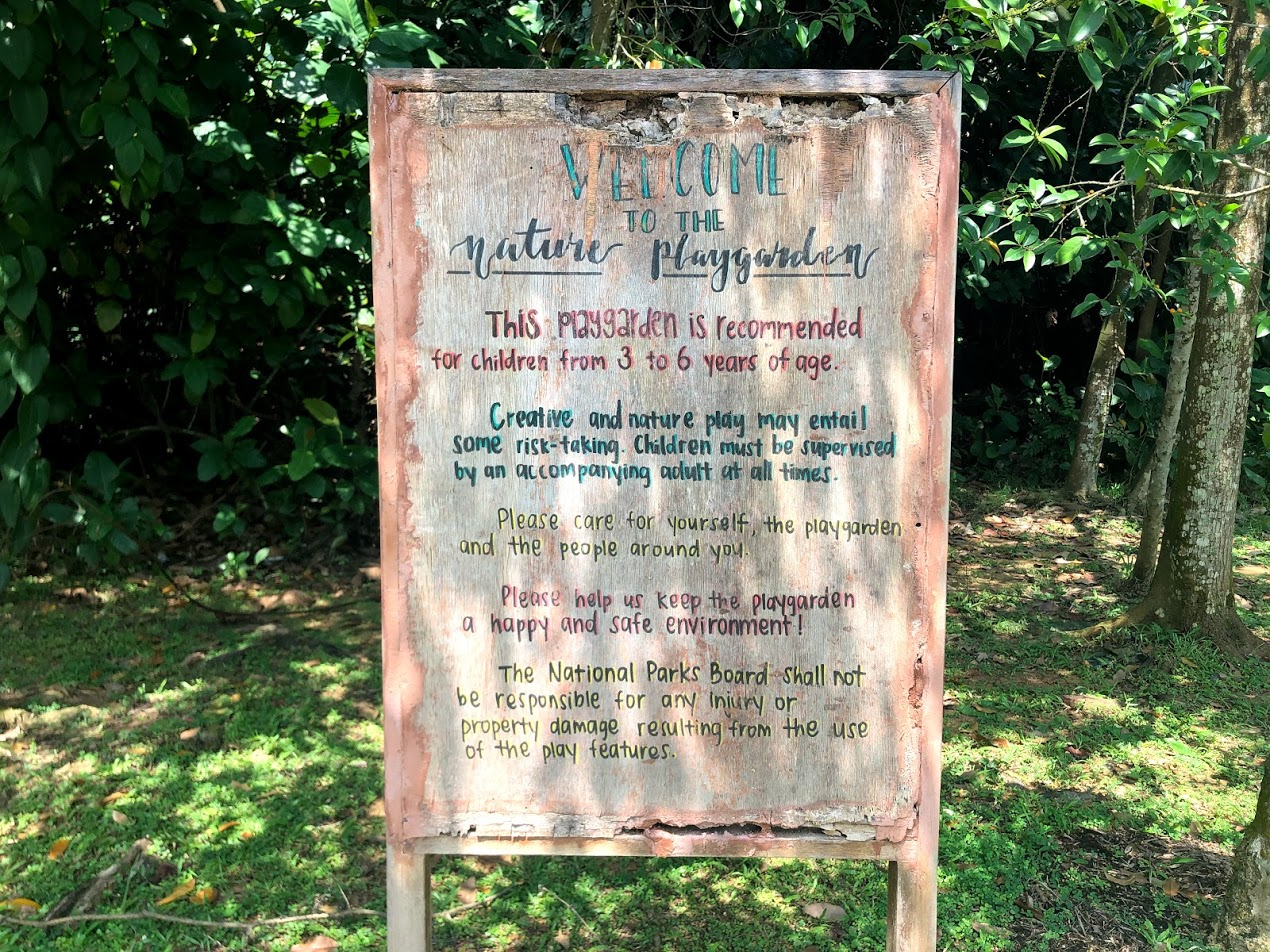 WELCOME
TO THE
nature playgarden
This playgarden is recommended
for children from 3 to 6 years of age.
Creative and nature play may entail
some risk-taking. Children must be supervised
by an accompanying adult at all times.
Please care for yourself, the playgarden
and the people around you.
Please help us keep the playgarden
a happy and safe environment!
The National Parks Board shall not
be responsible for any injury or
property damage resulting from the use
of the play features.